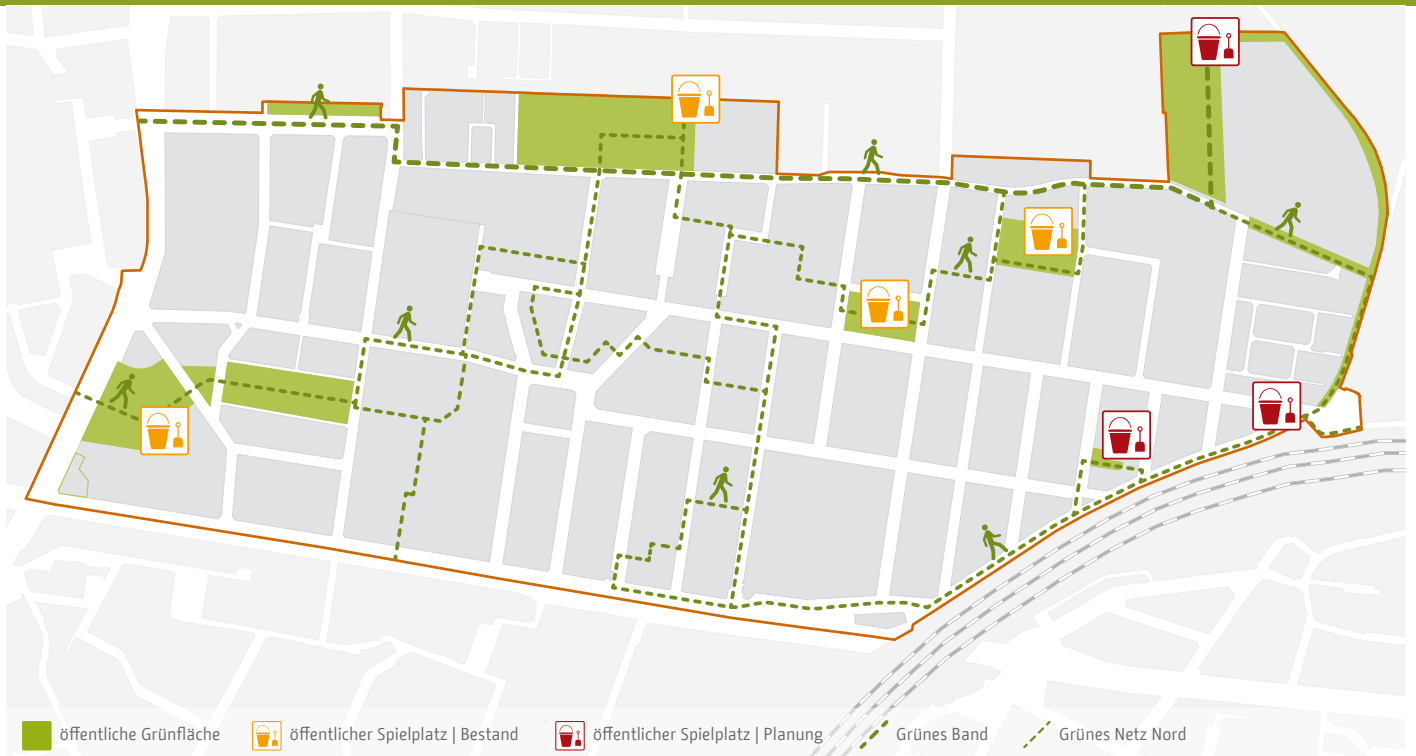 öffentliche Grünfläche
öffentlicher Spielplatz | Bestand
öffentlicher Spielplatz | Planung
Grünes Band
Grünes Netz Nord